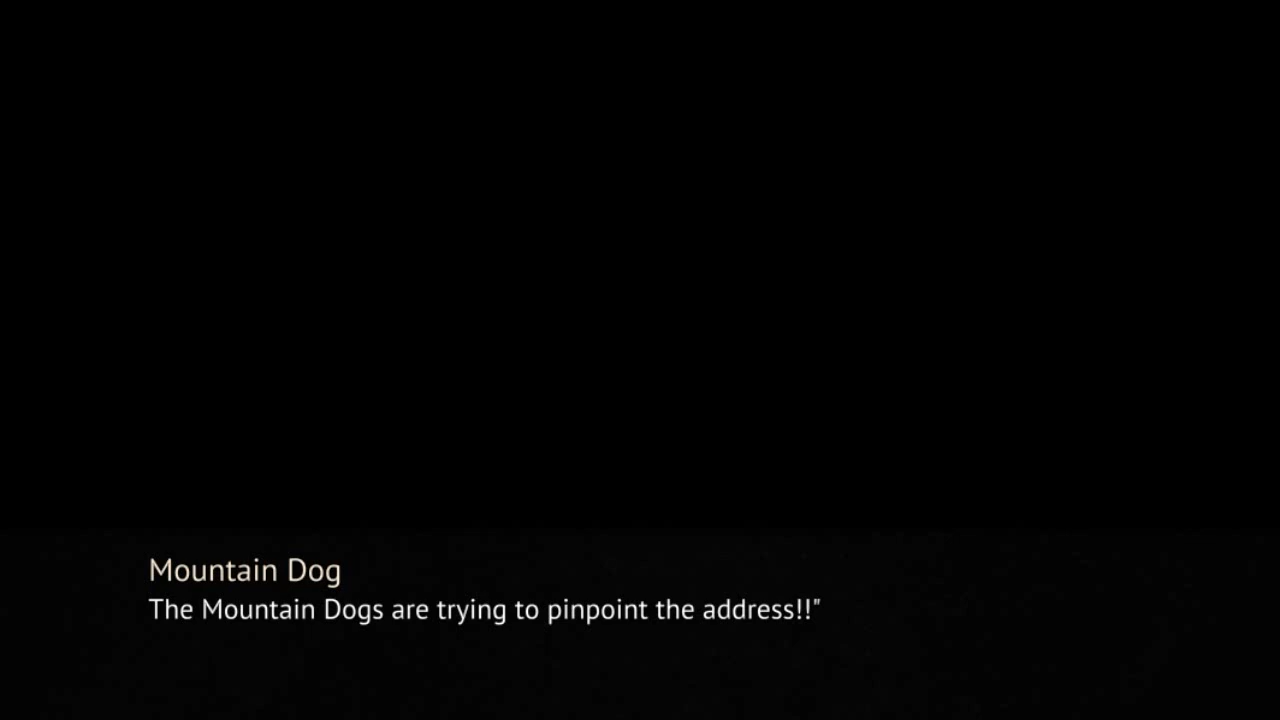 Mountain Dog
The Mountain Dogs are trying to pinpoint the address!!"